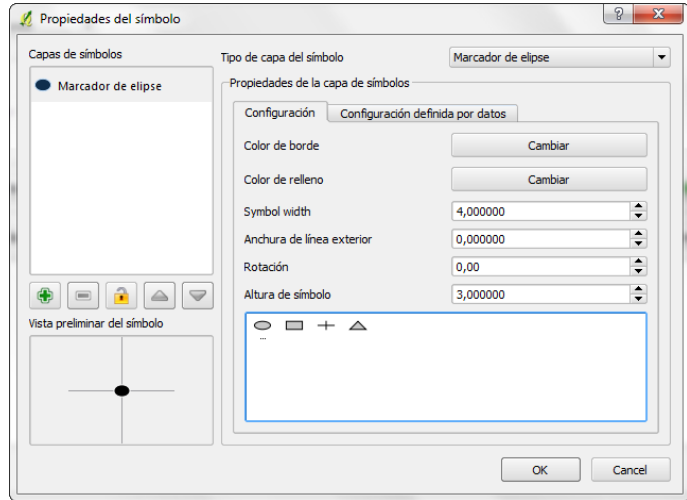 Propiedades del símbolo
Capas de símbolos
Marcador de elipse
Tipo de capa del símbolo
Marcador de elipse
Propiedades de la capa de símbolos
Configuración
Configuración definida por datos
Color de borde
Cambiar
Color de relleno
Cambiar
Symbol width
4,000000
Anchura de línea exterior
0,000000
Rotación
0,00
Altura de símbolo
3,000000
...
Vista preliminar del símbolo
OK
Cancel